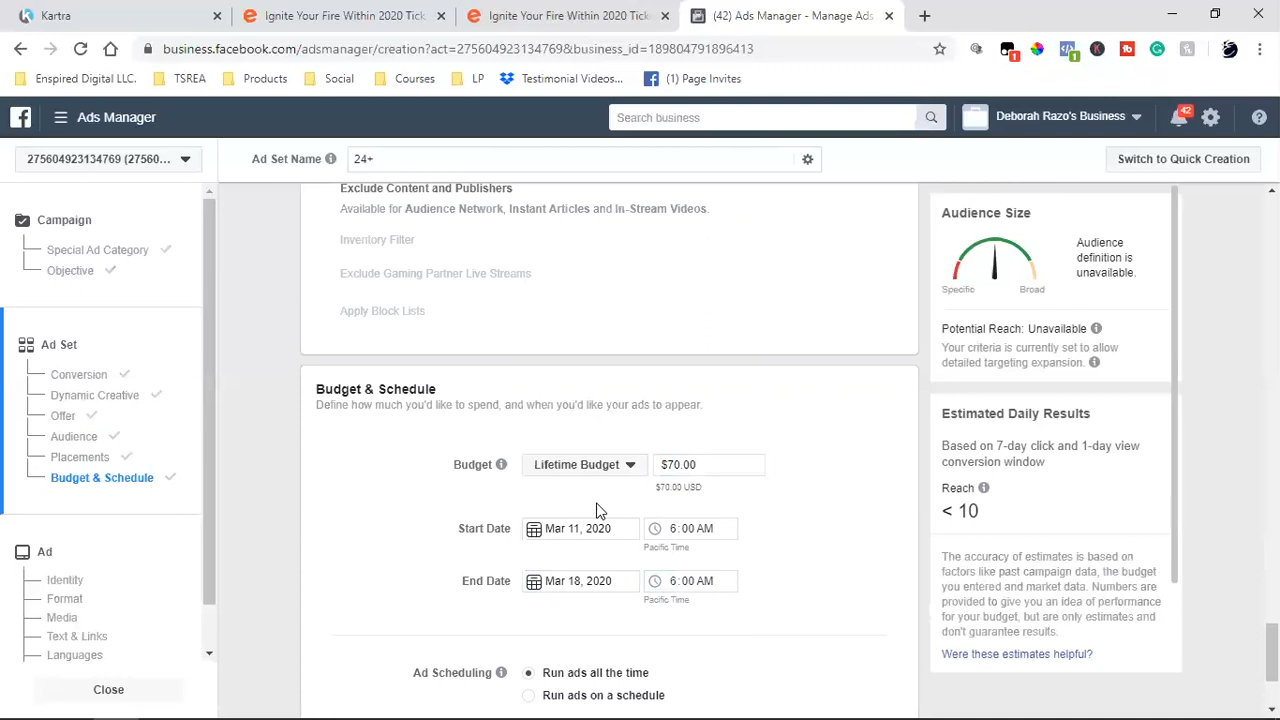 Kartra
Ignite Your Fire Within 2020 Tick
Ignite Your Fire Within 2020 Ticke
(42) Ads Manager - Manage Ads
business.facebook.com/adsmanager/creation?act=275604923134769&business_id=189804791896413
Enspired Digital LLC.
TSREA
Products
Social
Courses
LP
Testimonial Videos...
(1) Page Invites
Ads Manager
Search business
Deborah Razo's Business
42
275604923134769 (27560...
Ad Set Name
24+
Switch to Quick Creation
Campaign
Special Ad Category
Objective
Ad Set
Conversion
Dynamic Creative
Offer
Audience
Placements
Budget & Schedule
Ad
Identity
Format
Media
Text & Links
Languages
Close
Exclude Content and Publishers
Available for Audience Network, Instant Articles and In-Stream Videos.
Inventory Filter
Exclude Gaming Partner Live Streams
Apply Block Lists
Budget & Schedule
Define how much you'd like to spend, and when you'd like your ads to appear.
Budget
Lifetime Budget
$70.00
$70.00 USD
Start Date
Mar 11, 2020
6:00 AM
Pacific Time
End Date
Mar 18, 2020
6:00 AM
Pacific Time
Ad Scheduling
Run ads all the time
Run ads on a schedule
Audience Size
Specific
Broad
Audience
definition is
unavailable.
Potential Reach: Unavailable
Your criteria is currently set to allow
detailed targeting expansion.
Estimated Daily Results
Based on 7-day click and 1-day view
conversion window
Reach
< 10
The accuracy of estimates is based on
factors like past campaign data, the budget
you entered and market data. Numbers are
provided to give you an idea of performance
for your budget, but are only estimates and
don't guarantee results.
Were these estimates helpful?